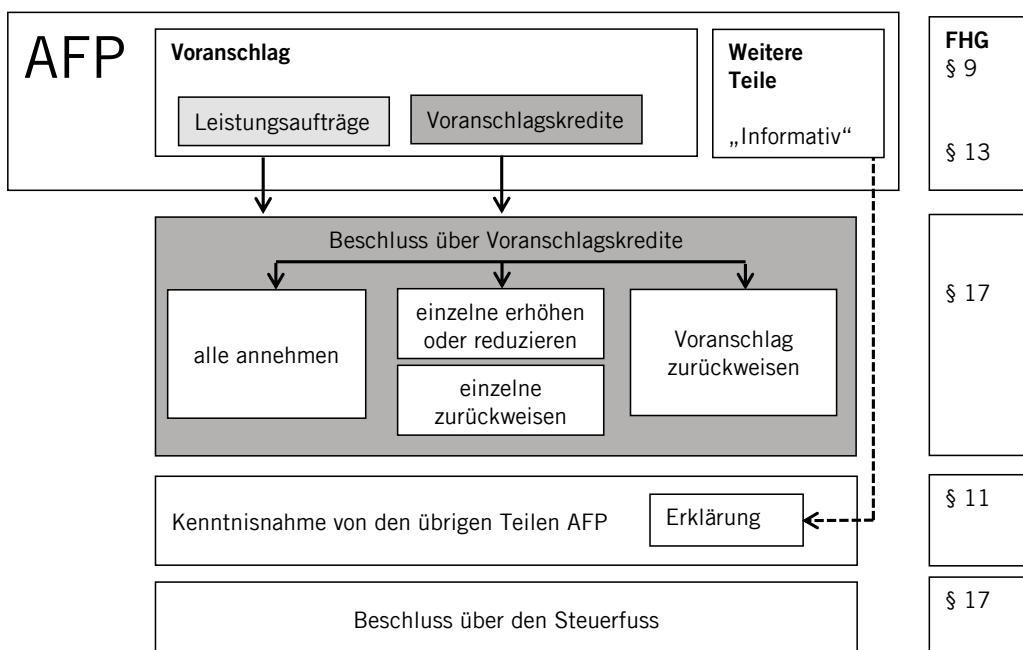 AFP
Voranschlag
Leistungsaufträge
Voranschlagskredite
Weitere
Teile
„Informativ“
FHG
§ 9
§ 13
Beschluss über Voranschlagskredite
alle annehmen
einzelne erhöhen
oder reduzieren
einzelne
zurückweisen
Voranschlag
zurückweisen
§ 17
Kenntnisnahme von den übrigen Teilen AFP
Erklärung
§ 11
Beschluss über den Steuerfuss
§ 17